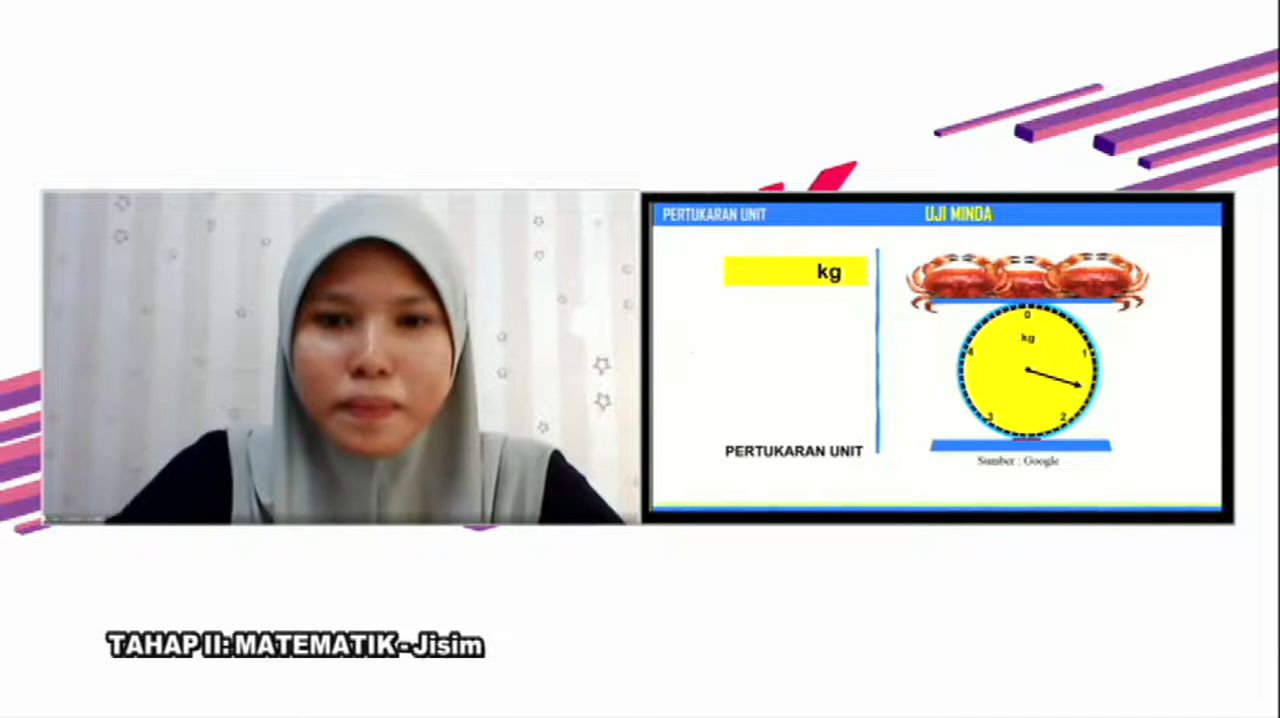 PERTUKARAN UNIT
UJI MINDA
kg
0
kg
1
2
3
4
PERTUKARAN UNIT
Sumber : Google
TAHAP II: MATEMATIK - Jisim